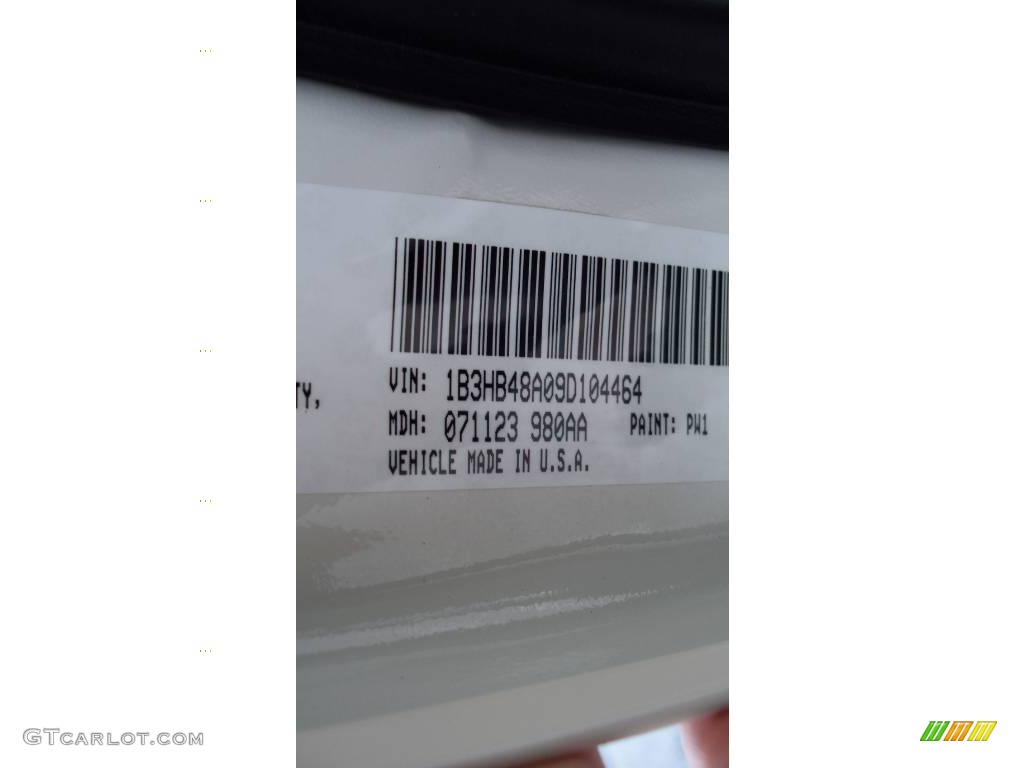 TY,
VIN: 1B3HB48A09D104464
MDH: 071123 980AA PAINT: PW1
VEHICLE MADE IN U.S.A.
GTCARLOT.COM